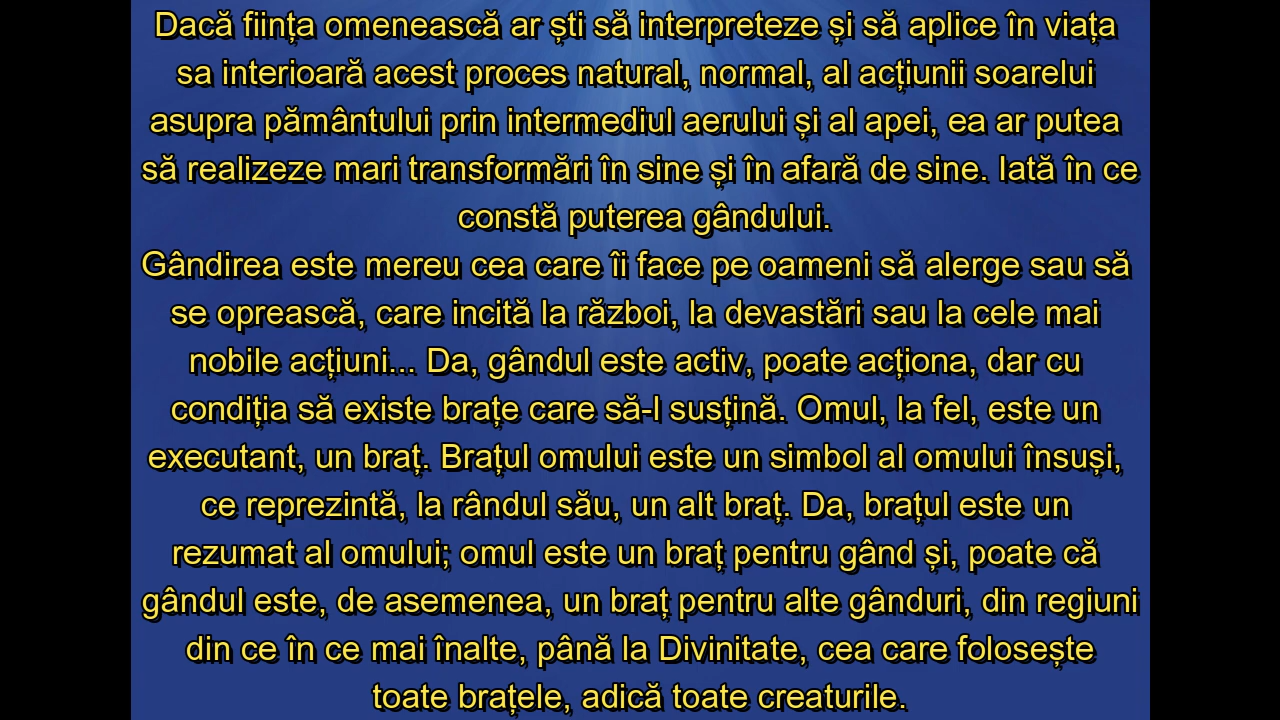 Dacă ființa omenească ar ști să interpreteze și să aplice în viața
sa interioară acest proces natural, normal, al acțiunii soarelui
asupra pământului prin intermediul aerului și al apei, ea ar putea
să realizeze mari transformări în sine și în afară de sine. Iată în ce
constă puterea gândului.
Gândirea este mereu cea care îi face pe oameni să alerge sau să
se oprească, care incită la război, la devastări sau la cele mai
nobile acțiuni... Da, gândul este activ, poate acționa, dar cu
condiția să existe brațe care să-l susțină. Omul, la fel, este un
executant, un braț. Brațul omului este un simbol al omului însuși,
ce reprezintă, la rândul său, un alt braț. Da, brațul este un
rezumat al omului; omul este un braț pentru gând și, poate că
gândul este, de asemenea, un braț pentru alte gânduri, din regiuni
din ce în ce mai înalte, până la Divinitate, cea care folosește
toate brațele, adică toate creaturile.